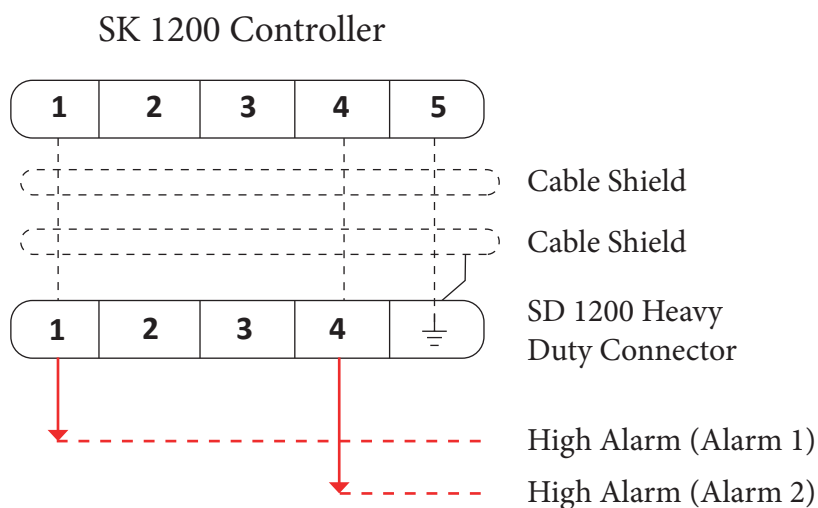 SK 1200 Controller
1 2 3 4 5
Cable Shield
Cable Shield
1 2 3 4
SD 1200 Heavy
Duty Connector
High Alarm (Alarm 1)
High Alarm (Alarm 2)